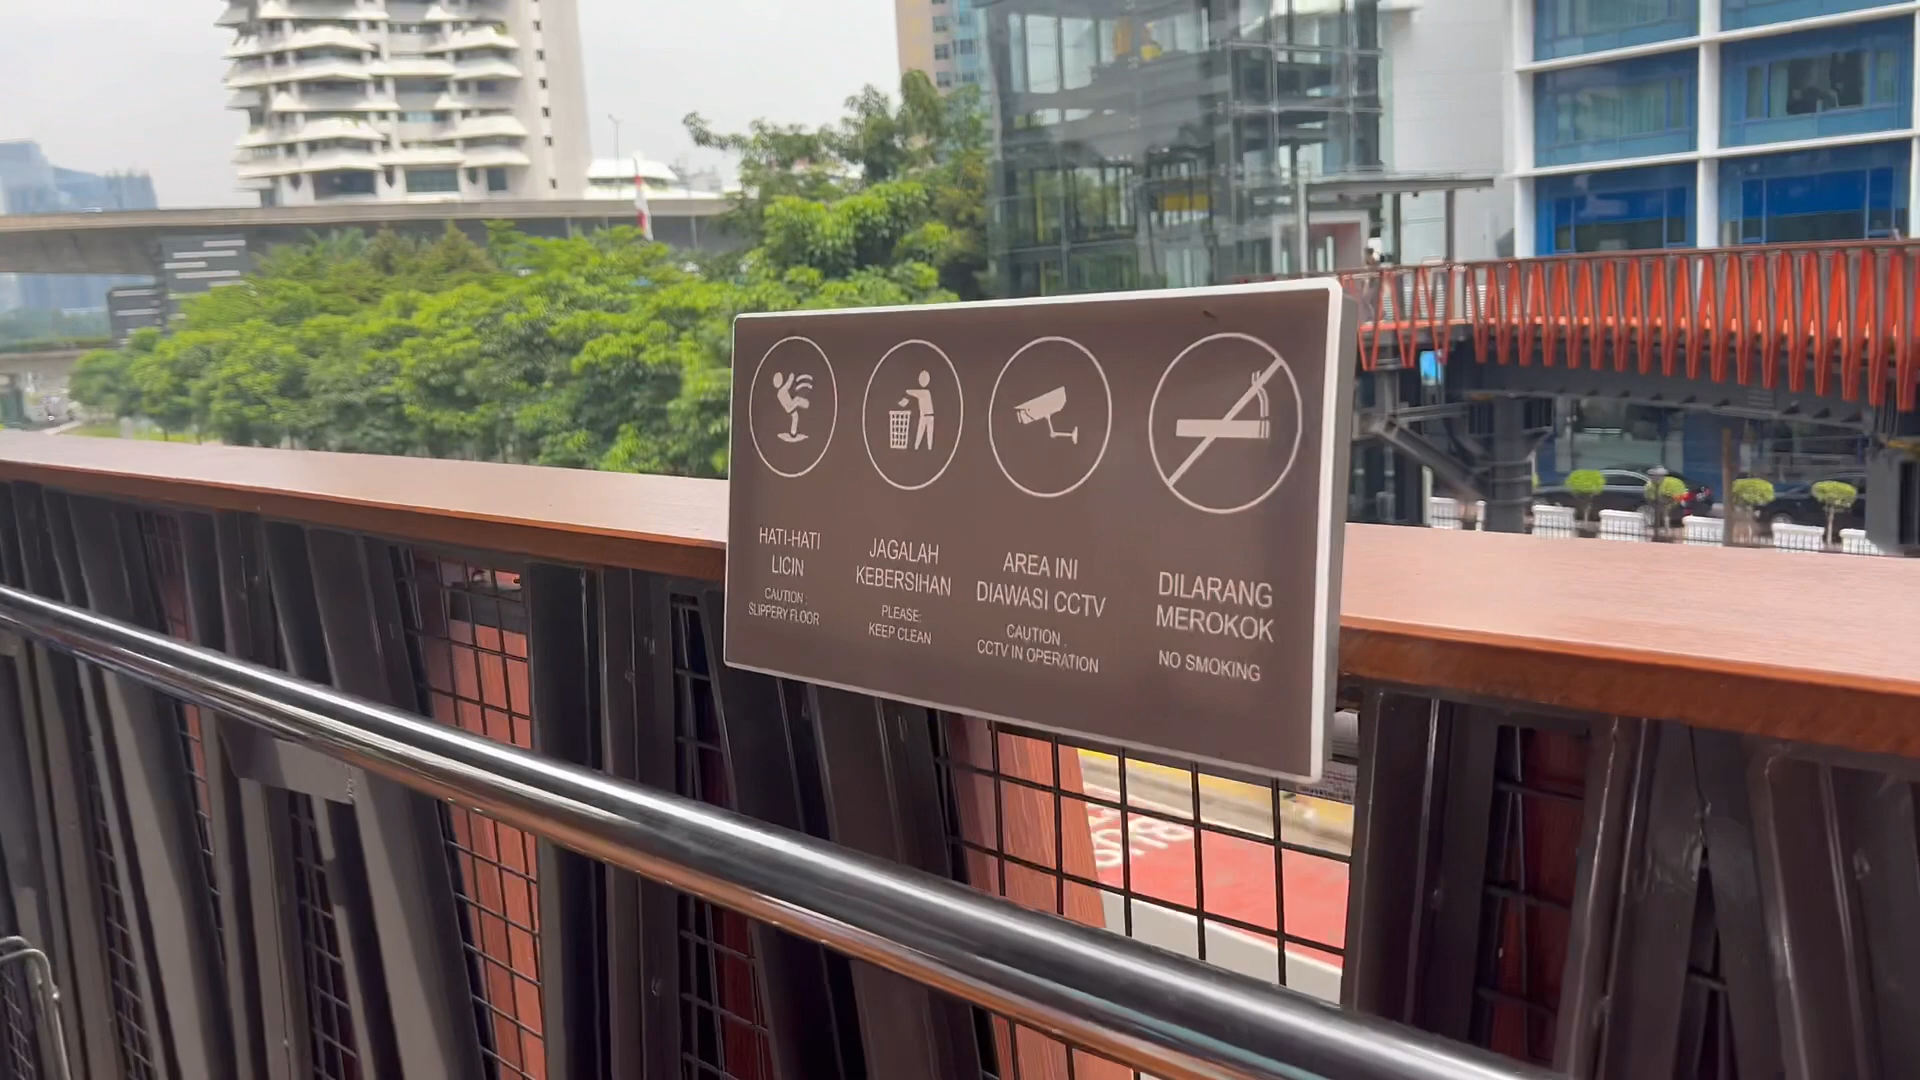 HATI-HATI
LICIN
CAUTION :
SLIPPERY FLOOR
JAGALAH
KEBERSIHAN
PLEASE:
KEEP CLEAN
AREA INI
DIAWASI CCTV
CAUTION :
CCTV IN OPERATION
DILARANG
MEROKOK
NO SMOKING